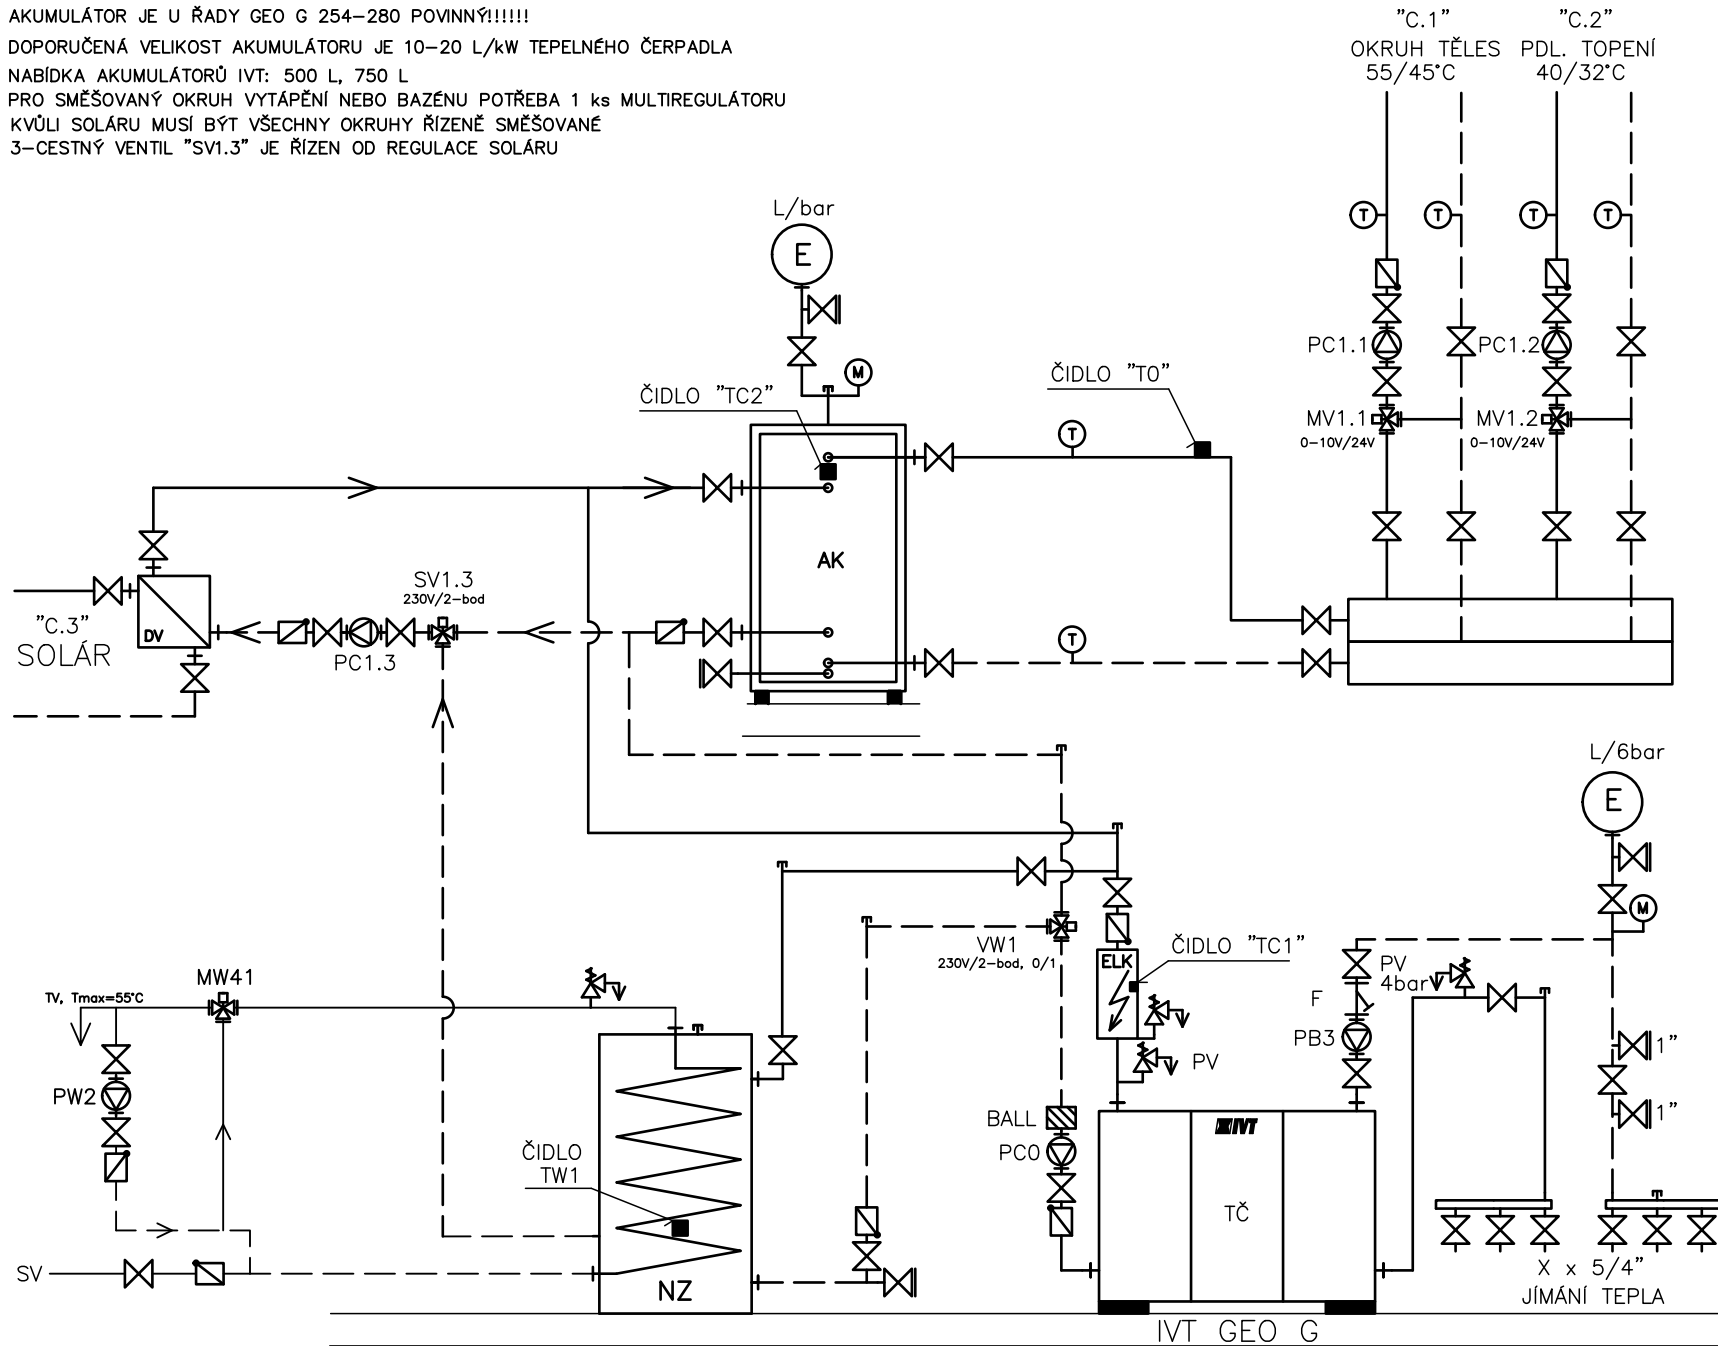 AKUMULÁTOR JE U ŘADY GEO G 254-280 POVINNÝ!!!!!!
DOPORUČENÁ VELIKOST AKUMULÁTORU JE 10-20 L/kW TEPELNÉHO ČERPADLA
NABÍDKA AKUMULÁTORŮ IVT: 500 L, 750 L
PRO SMĚŠOVANÝ OKRUH VYTÁPĚNÍ NEBO BAZÉNU POTŘEBA 1 ks MULTIREGULÁTORU
KVŮLI SOLÁRU MUSÍ BÝT VŠECHNY OKRUHY ŘÍZENĚ SMĚŠOVANÉ
3-CESTNÝ VENTIL "SV1.3" JE ŘÍZEN OD REGULACE SOLÁRU
"C.1"
OKRUH TĚLES
55/45°C
"C.2"
PDL. TOPENÍ
40/32°C
T
T
T
T
L/bar
E
M
ČIDLO "TC2"
ČIDLO "TO"
T
PC1.1
PC1.2
MV1.1
0-10V/24V
MV1.2
0-10V/24V
AK
SV1.3
230V/2-bod
"C.3"
SOLÁR
DV
PC1.3
T
L/6bar
E
M
VW1
230V/2-bod, 0/1
ČIDLO "TC1"
ELK
PV
4bar
F
PB3
PV
MW41
TV, Tmax=55°C
PW2
1"
1"
BALL
PCO
IVT
ČIDLO
TW1
TČ
SV
NZ
X x 5/4"
JÍMÁNÍ TEPLA
IVT GEO G